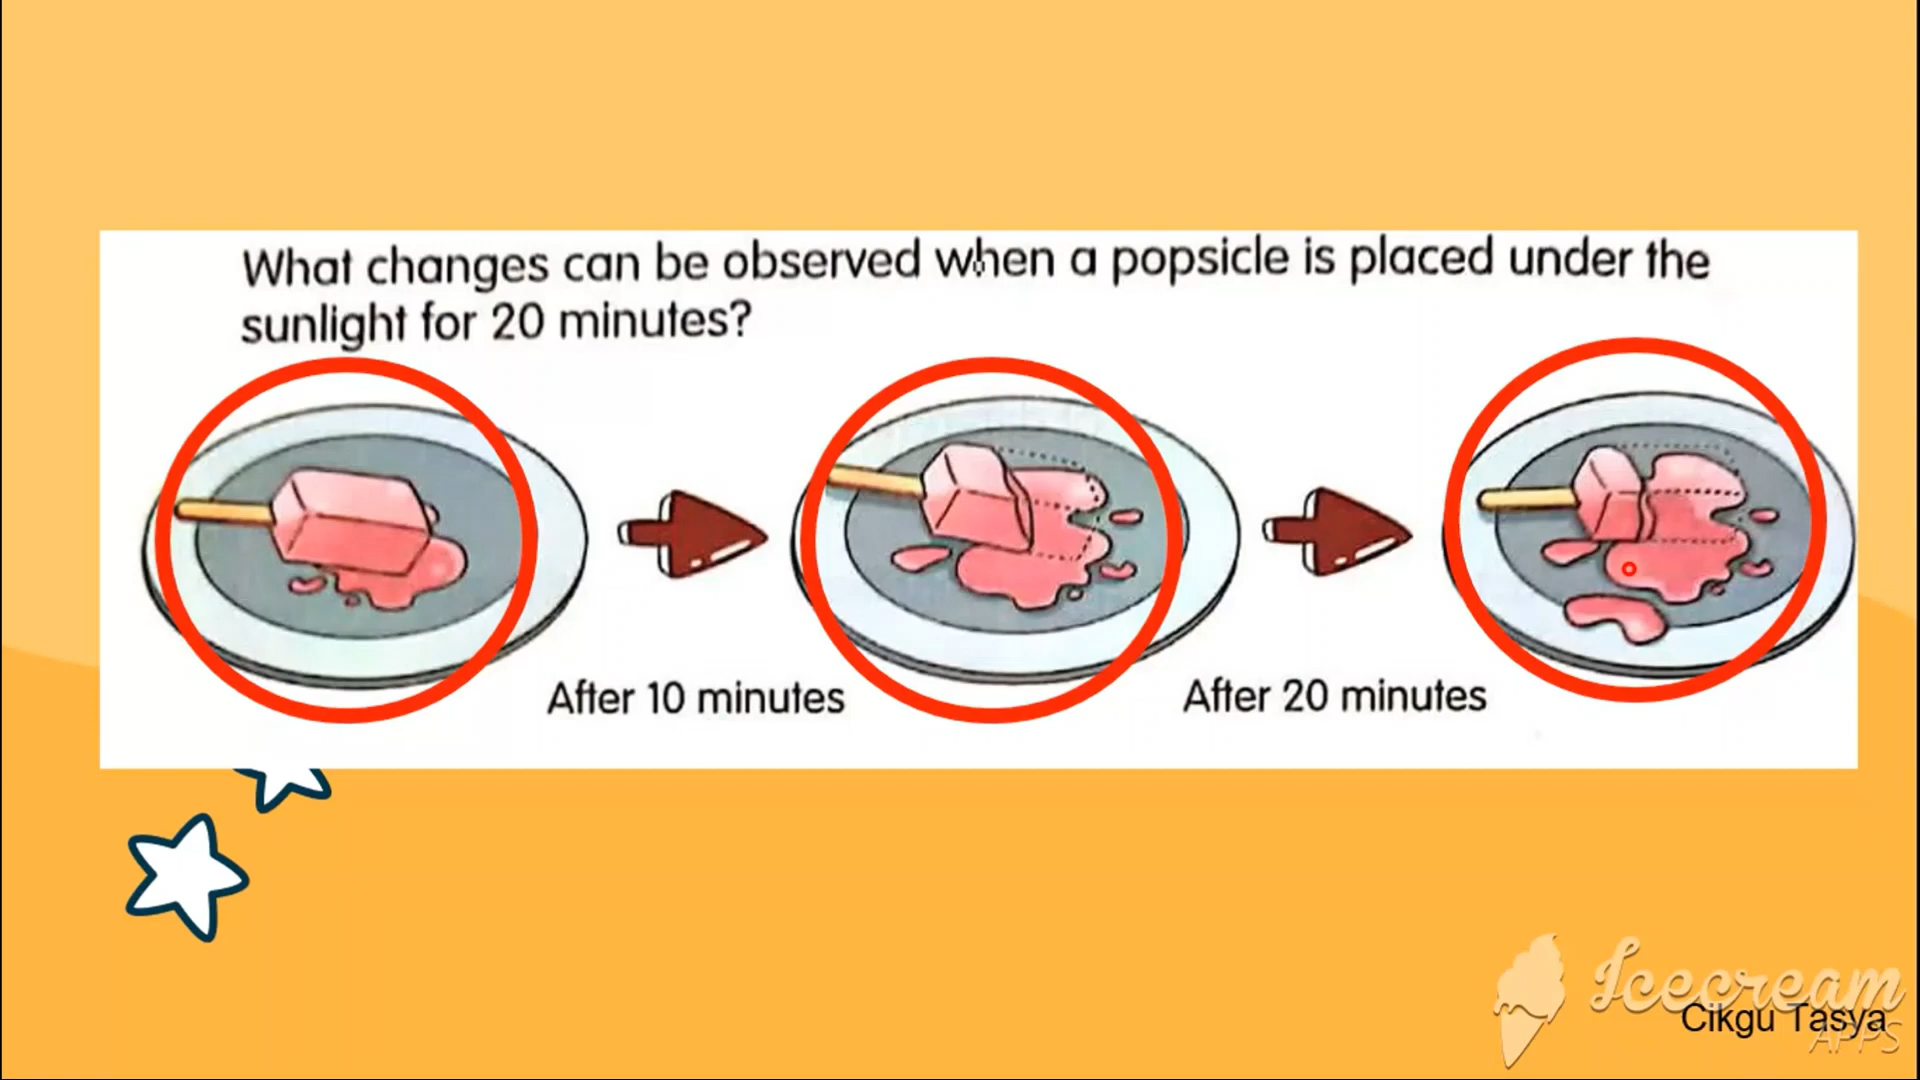 What changes can be observed when a popsicle is placed under the
sunlight for 20 minutes?
After 10 minutes
After 20 minutes
Icecream
APPS
Cikgu Tasya